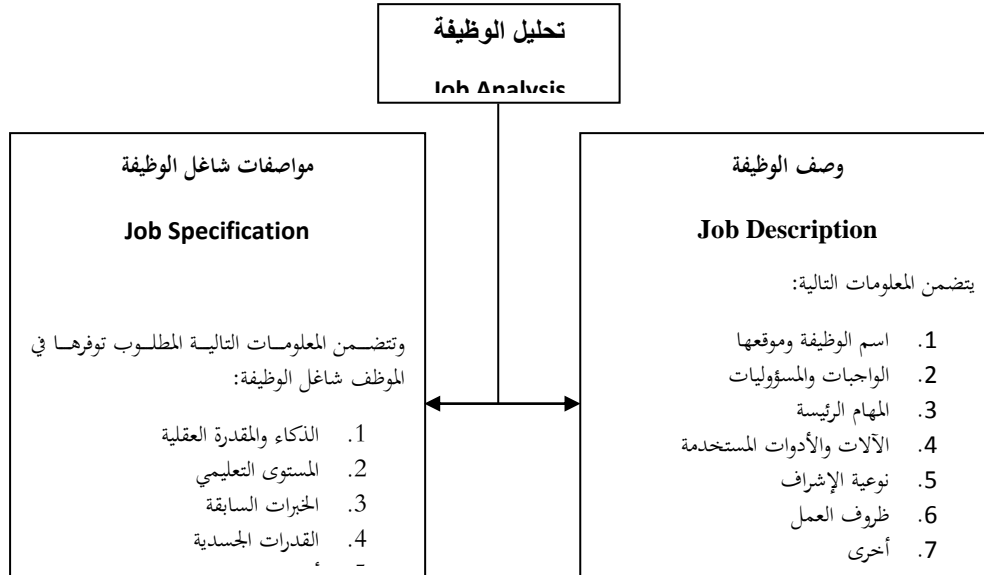 تحليل الوظيفة
Job Analysis
وصف الوظيفة
Job Description
يتضمن المعلومات التالية:
1. اسم الوظيفة وموقعها
2. الواجبات والمسؤوليات
3. المهام الرئيسة
4. الآلات والأدوات المستخدمة
5. نوعية الإشراف
6. ظروف العمل
7. أخرى
مواصفات شاغل الوظيفة
Job Specification
وتتضمن المعلومات التالية المطلوب توفرها في
الموظف شاغل الوظيفة:
1. الذكاء والمقدرة العقلية
2. المستوى التعليمي
3. الخبرات السابقة
4. القدرات الجسدية